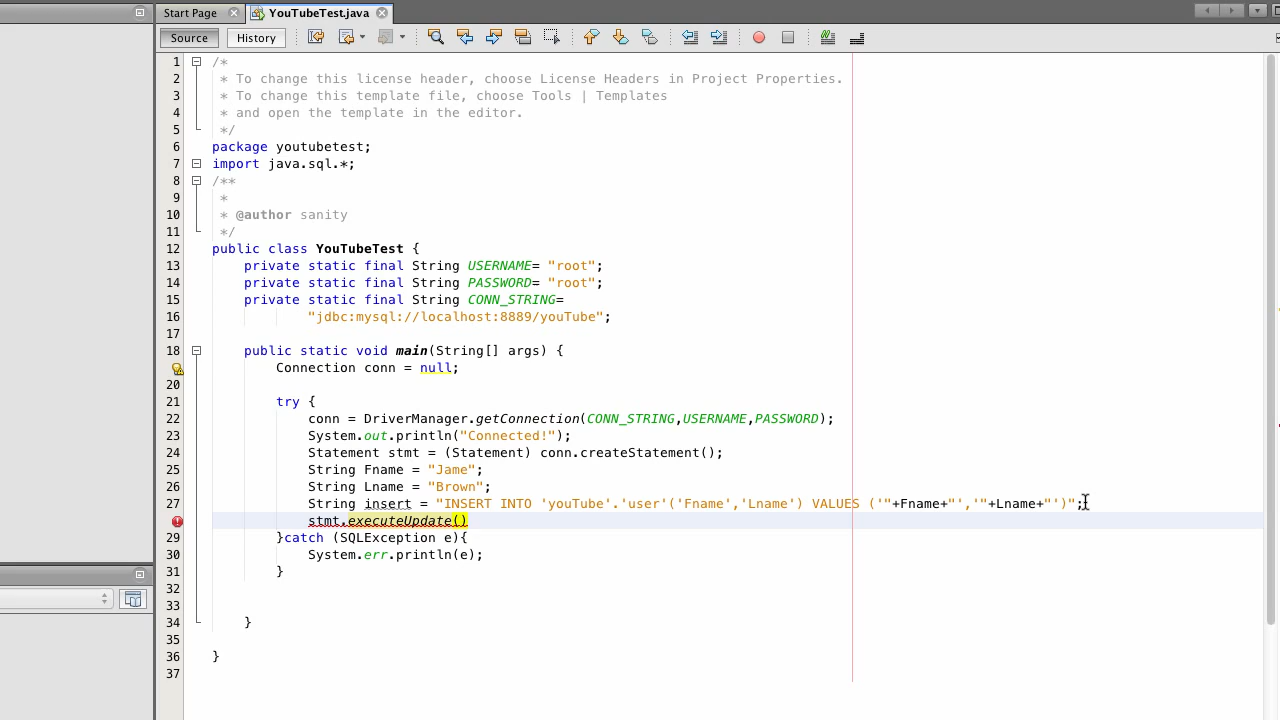 Start Page YouTubeTest.java
Source History
1 /*
2 * To change this license header, choose License Headers in Project Properties.
3 * To change this template file, choose Tools | Templates
4 * and open the template in the editor.
5 */
6 package youtubetest;
7 import java.sql.*;
8 /**
9 *
10 * @author sanity
11 */
12 public class YouTubeTest {
13 private static final String USERNAME= "root";
14 private static final String PASSWORD= "root";
15 private static final String CONN_STRING=
16 "jdbc:mysql://localhost:8889/youTube";
17
18 public static void main(String[] args) {
Connection conn = null;
20
21 try {
22 conn = DriverManager.getConnection(CONN_STRING,USERNAME,PASSWORD);
23 System.out.println("Connected!");
24 Statement stmt = (Statement) conn.createStatement();
25 String Fname = "Jame";
26 String Lname = "Brown";
27 String insert = "INSERT INTO 'youTube'.'user'('Fname','Lname') VALUES ('"+Fname+"','"+Lname+"')";
stmt.executeUpdate()
29 }catch (SQLException e){
30 System.err.println(e);
31 }
32
33
34 }
35
36 }
37